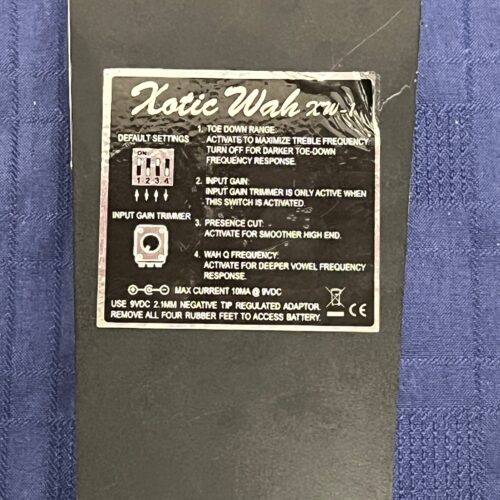 Xotic Wah XW-1
DEFAULT SETTINGS
ON
1 2 3 4
INPUT GAIN TRIMMER
1. TOE DOWN RANGE:
ACTIVATE TO MAXIMIZE TREBLE FREQUENCY.
TURN OFF FOR DARKER TOE-DOWN
FREQUENCY RESPONSE.
2. INPUT GAIN:
INPUT GAIN TRIMMER IS ONLY ACTIVE WHEN
THIS SWITCH IS ACTIVATED.
3. PRESENCE CUT:
ACTIVATE FOR SMOOTHER HIGH END.
4. WAH Q FREQUENCY:
ACTIVATE FOR DEEPER VOWEL FREQUENCY
RESPONSE.
MAX CURRENT 10MA @ 9VDC
USE 9VDC 2.1MM NEGATIVE TIP REGULATED ADAPTOR.
REMOVE ALL FOUR RUBBER FEET TO ACCESS BATTERY.
CE